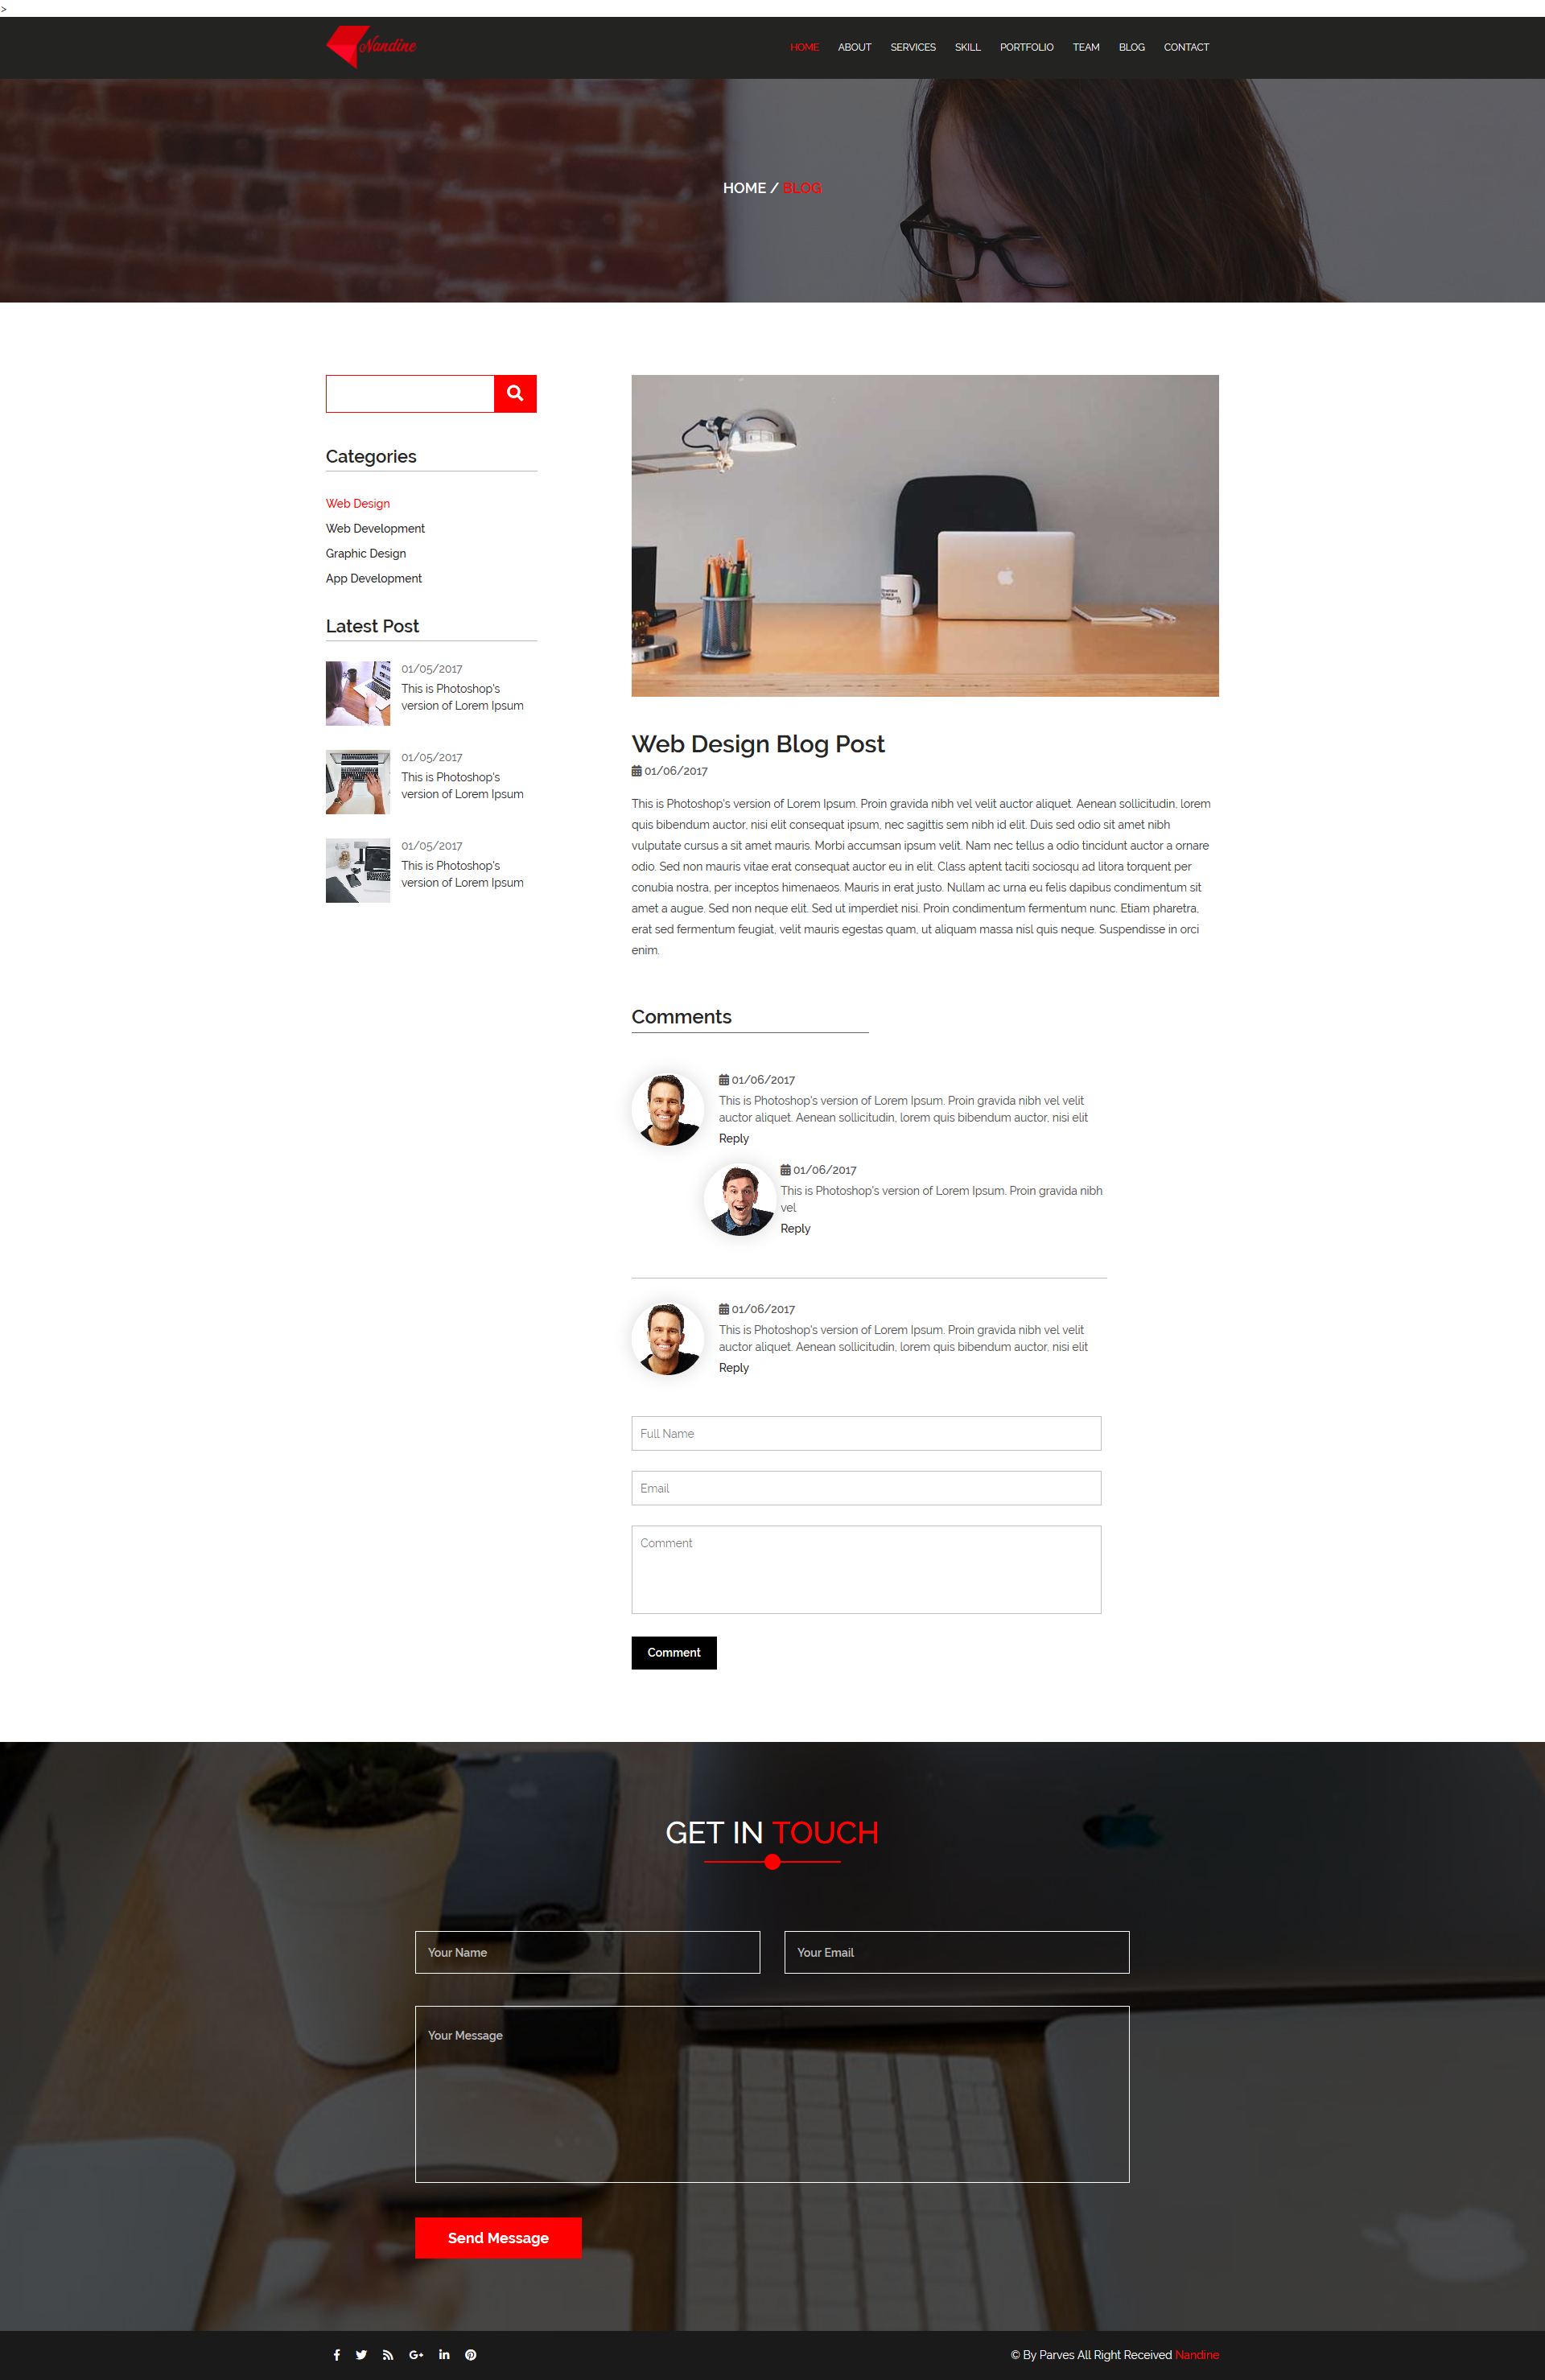 >
Nandine
HOME ABOUT SERVICES SKILL PORTFOLIO TEAM BLOG CONTACT
HOME / BLOG
Categories
Web Design
Web Development
Graphic Design
App Development
Latest Post
01/05/2017
This is Photoshop's
version of Lorem Ipsum
01/05/2017
This is Photoshop's
version of Lorem Ipsum
01/05/2017
This is Photoshop's
version of Lorem Ipsum
Web Design Blog Post
01/06/2017
This is Photoshop's version of Lorem Ipsum. Proin gravida nibh vel velit auctor aliquet. Aenean sollicitudin, lorem
quis bibendum auctor, nisi elit consequat ipsum, nec sagittis sem nibh id elit. Duis sed odio sit amet nibh
vulputate cursus a sit amet mauris. Morbi accumsan ipsum velit. Nam nec tellus a odio tincidunt auctor a ornare
odio. Sed non mauris vitae erat consequat auctor eu in elit. Class aptent taciti sociosqu ad litora torquent per
conubia nostra, per inceptos himenaeos. Mauris in erat justo. Nullam ac urna eu felis dapibus condimentum sit
amet a augue. Sed non neque elit. Sed ut imperdiet nisi. Proin condimentum fermentum nunc. Etiam pharetra,
erat sed fermentum feugiat, velit mauris egestas quam, ut aliquam massa nisl quis neque. Suspendisse in orci
enim.
Comments
01/06/2017
This is Photoshop's version of Lorem Ipsum. Proin gravida nibh vel velit
auctor aliquet. Aenean sollicitudin, lorem quis bibendum auctor, nisi elit
Reply
01/06/2017
This is Photoshop's version of Lorem Ipsum. Proin gravida nibh
vel
Reply
01/06/2017
This is Photoshop's version of Lorem Ipsum. Proin gravida nibh vel velit
auctor aliquet. Aenean sollicitudin, lorem quis bibendum auctor, nisi elit
Reply
Full Name
Email
Comment
Comment
GET IN TOUCH
Your Name
Your Email
Your Message
Send Message
© By Parves All Right Received Nandine